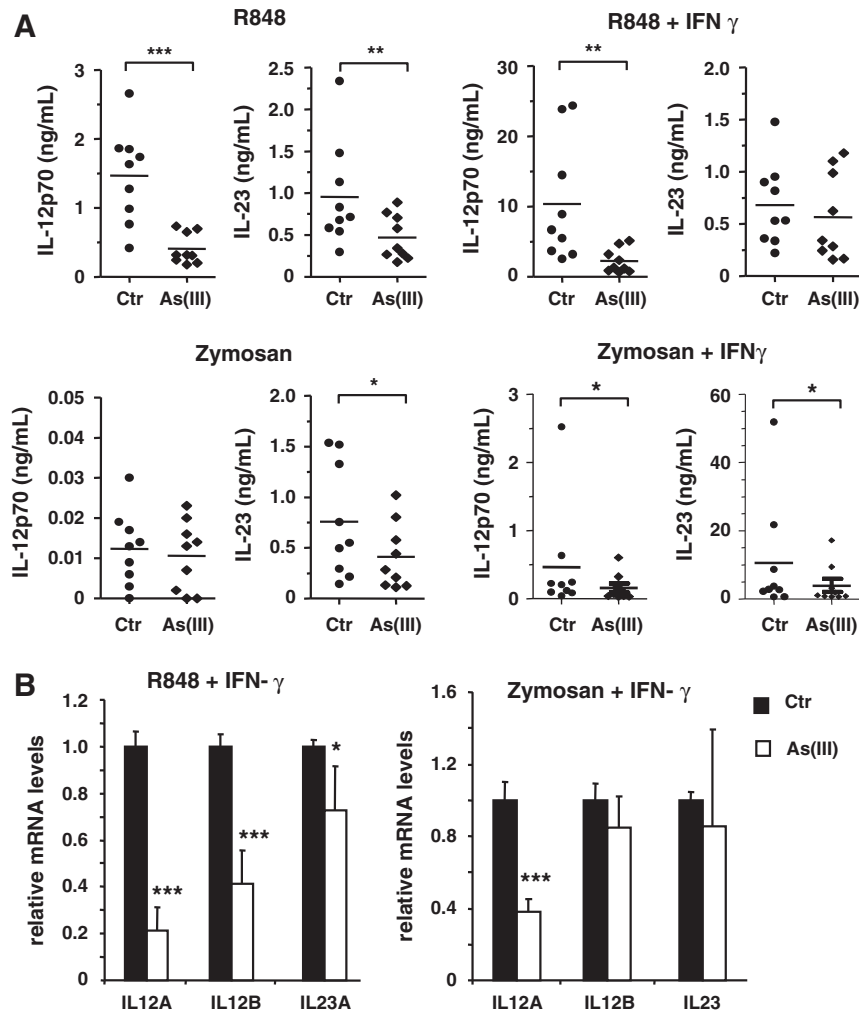 A
R848
R848 + IFN γ
***
**
**
IL-12p70 (ng/mL)
3
2
1
0
Ctr
As(III)
IL-23 (ng/mL)
2.5
2.0
1.5
1.0
0.5
0
Ctr
As(III)
IL-12p70 (ng/mL)
30
20
10
0
Ctr
As(III)
IL-23 (ng/mL)
2.0
1.5
1.0
0.5
0
Ctr
As(III)
Zymosan
Zymosan + IFNγ
*
*
*
IL-12p70 (ng/mL)
0.05
0.04
0.03
0.02
0.01
0
Ctr
As(III)
IL-23 (ng/mL)
2.0
1.5
1.0
0.5
0
Ctr
As(III)
IL-12p70 (ng/mL)
3
2
1
0
Ctr
As(III)
IL-23 (ng/mL)
60
40
20
0
Ctr
As(III)
B
R848 + IFN- γ
relative mRNA levels
1.2
1.0
0.8
0.6
0.4
0.2
0
***
***
*
IL12A
IL12B
IL23A
Zymosan + IFN- γ
relative mRNA levels
1.6
1.2
0.8
0.4
0
***
IL12A
IL12B
IL23
Ctr
As(III)